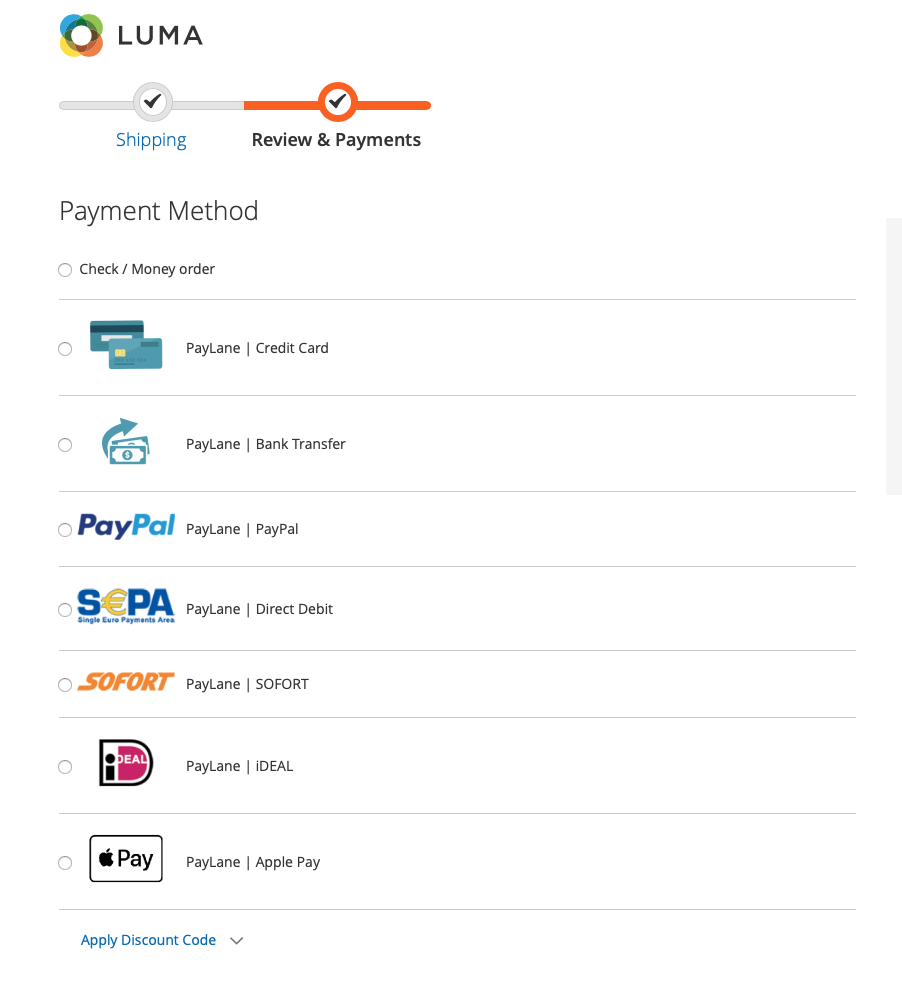 LUMA
Shipping
Review & Payments
Payment Method
Check / Money order
PayLane | Credit Card
PayLane | Bank Transfer
PayPal PayLane | PayPal
S€PA
Single Euro Payments Area
PayLane | Direct Debit
SOFORT PayLane | SOFORT
iDEAL
PayLane | iDEAL
Pay PayLane | Apple Pay
Apply Discount Code